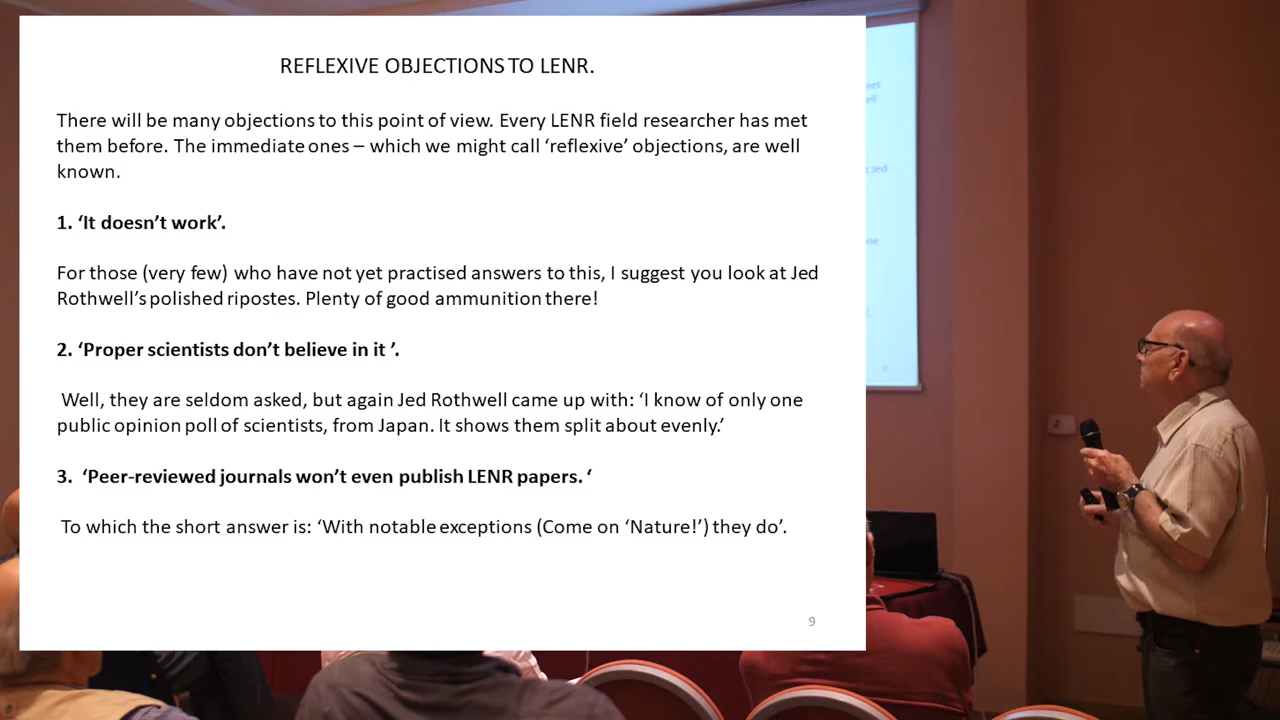 REFLEXIVE OBJECTIONS TO LENR.
There will be many objections to this point of view. Every LENR field researcher has met
them before. The immediate ones – which we might call ‘reflexive’ objections, are well
known.
1. ‘It doesn’t work’.
For those (very few) who have not yet practised answers to this, I suggest you look at Jed
Rothwell’s polished ripostes. Plenty of good ammunition there!
2. ‘Proper scientists don’t believe in it ’.
Well, they are seldom asked, but again Jed Rothwell came up with: ‘I know of only one
public opinion poll of scientists, from Japan. It shows them split about evenly.’
3. ‘Peer-reviewed journals won’t even publish LENR papers. ‘
To which the short answer is: ‘With notable exceptions (Come on ‘Nature!’) they do’.
9
met
ell
Jed
ne